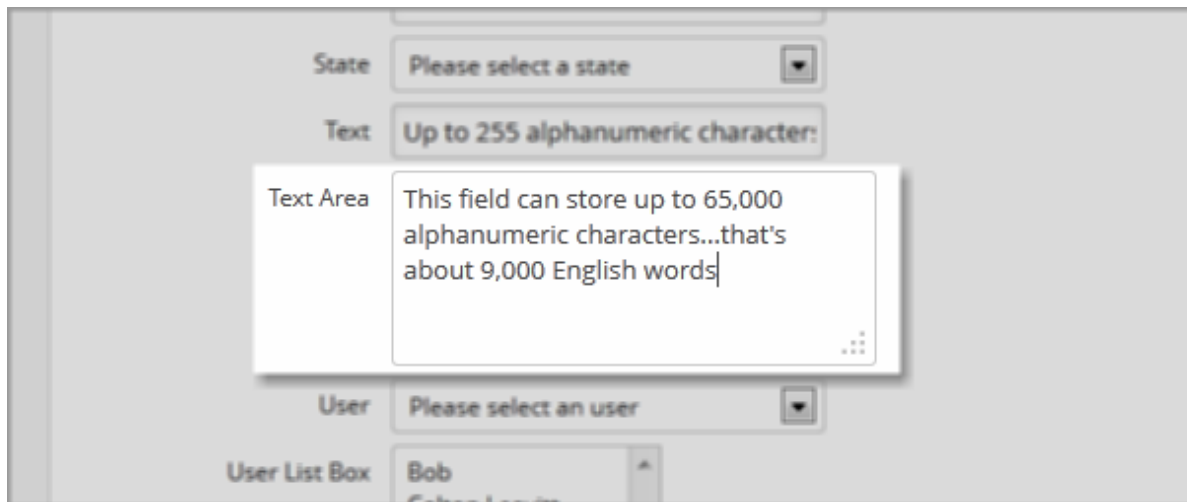 State Please select a state
Text Up to 255 alphanumeric characters
Text Area This field can store up to 65,000
alphanumeric characters...that's
about 9,000 English words
User Please select an user
User List Box Bob